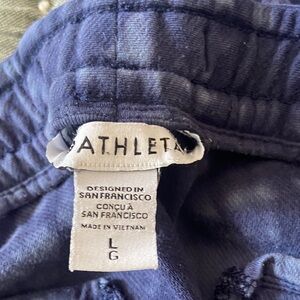 ATHLETA
DESIGNED IN
SAN FRANCISCO
CONÇU À
SAN FRANCISCO
MADE IN VIETNAM
L
G